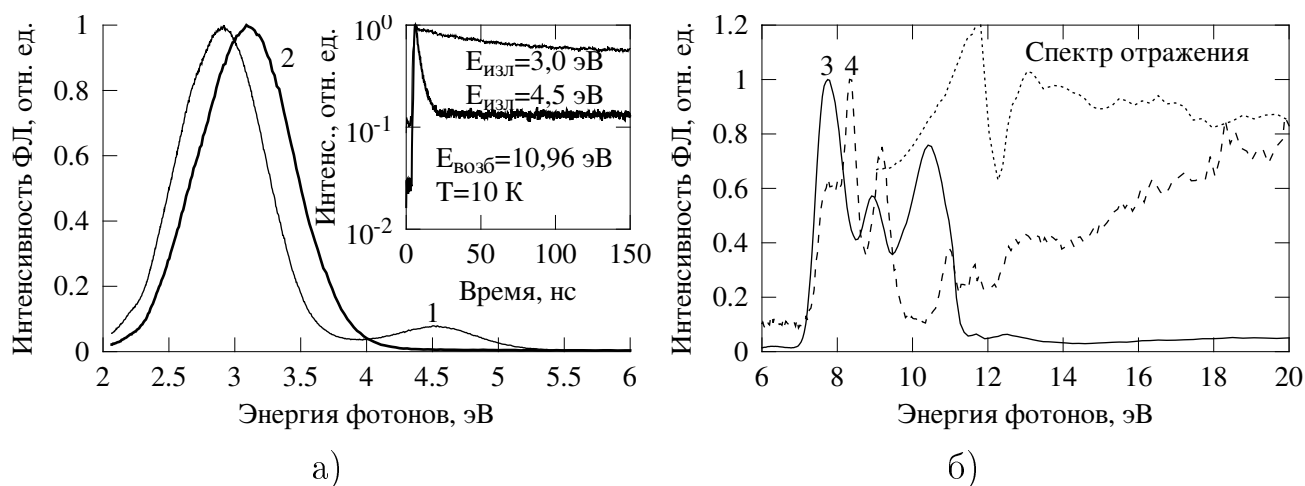 Интенсивность ФЛ, отн. ед.
1
0.8
0.6
0.4
0.2
0
2 2.5 3 3.5 4 4.5 5 5.5 6
Энергия фотонов, эВ
2
1
Интенс., отн. ед.
10^0
10^-1
10^-2
E_изл=3,0 эВ
E_изл=4,5 эВ
E_возб=10,96 эВ
T=10 К
0 50 100 150
Время, нс
а)
Интенсивность ФЛ, отн. ед.
1.2
1
0.8
0.6
0.4
0.2
0
3 4
Спектр отражения
6 8 10 12 14 16 18 20
Энергия фотонов, эВ
б)